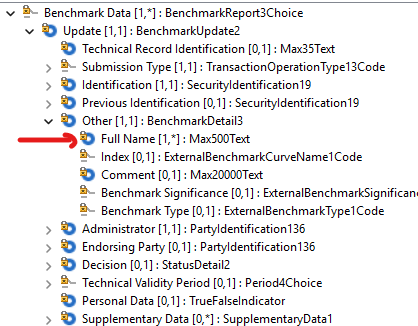 Benchmark Data [1,*] : BenchmarkReport3Choice
Update [1,1] : BenchmarkUpdate2
Technical Record Identification [0,1] : Max35Text
Submission Type [1,1] : TransactionOperationType13Code
Identification [1,1] : SecurityIdentification19
Previous Identification [0,1] : SecurityIdentification19
Other [1,1] : BenchmarkDetail3
Full Name [1,*] : Max500Text
Index [0,1] : ExternalBenchmarkCurveName1Code
Comment [0,1] : Max20000Text
Benchmark Significance [0,1] : ExternalBenchmarkSignifican
Benchmark Type [0,1] : ExternalBenchmarkType1Code
Administrator [1,1] : PartyIdentification136
Endorsing Party [0,1] : PartyIdentification136
Decision [0,1] : StatusDetail2
Technical Validity Period [0,1] : Period4Choice
Personal Data [0,1] : TrueFalseIndicator
Supplementary Data [0,*] : SupplementaryData1